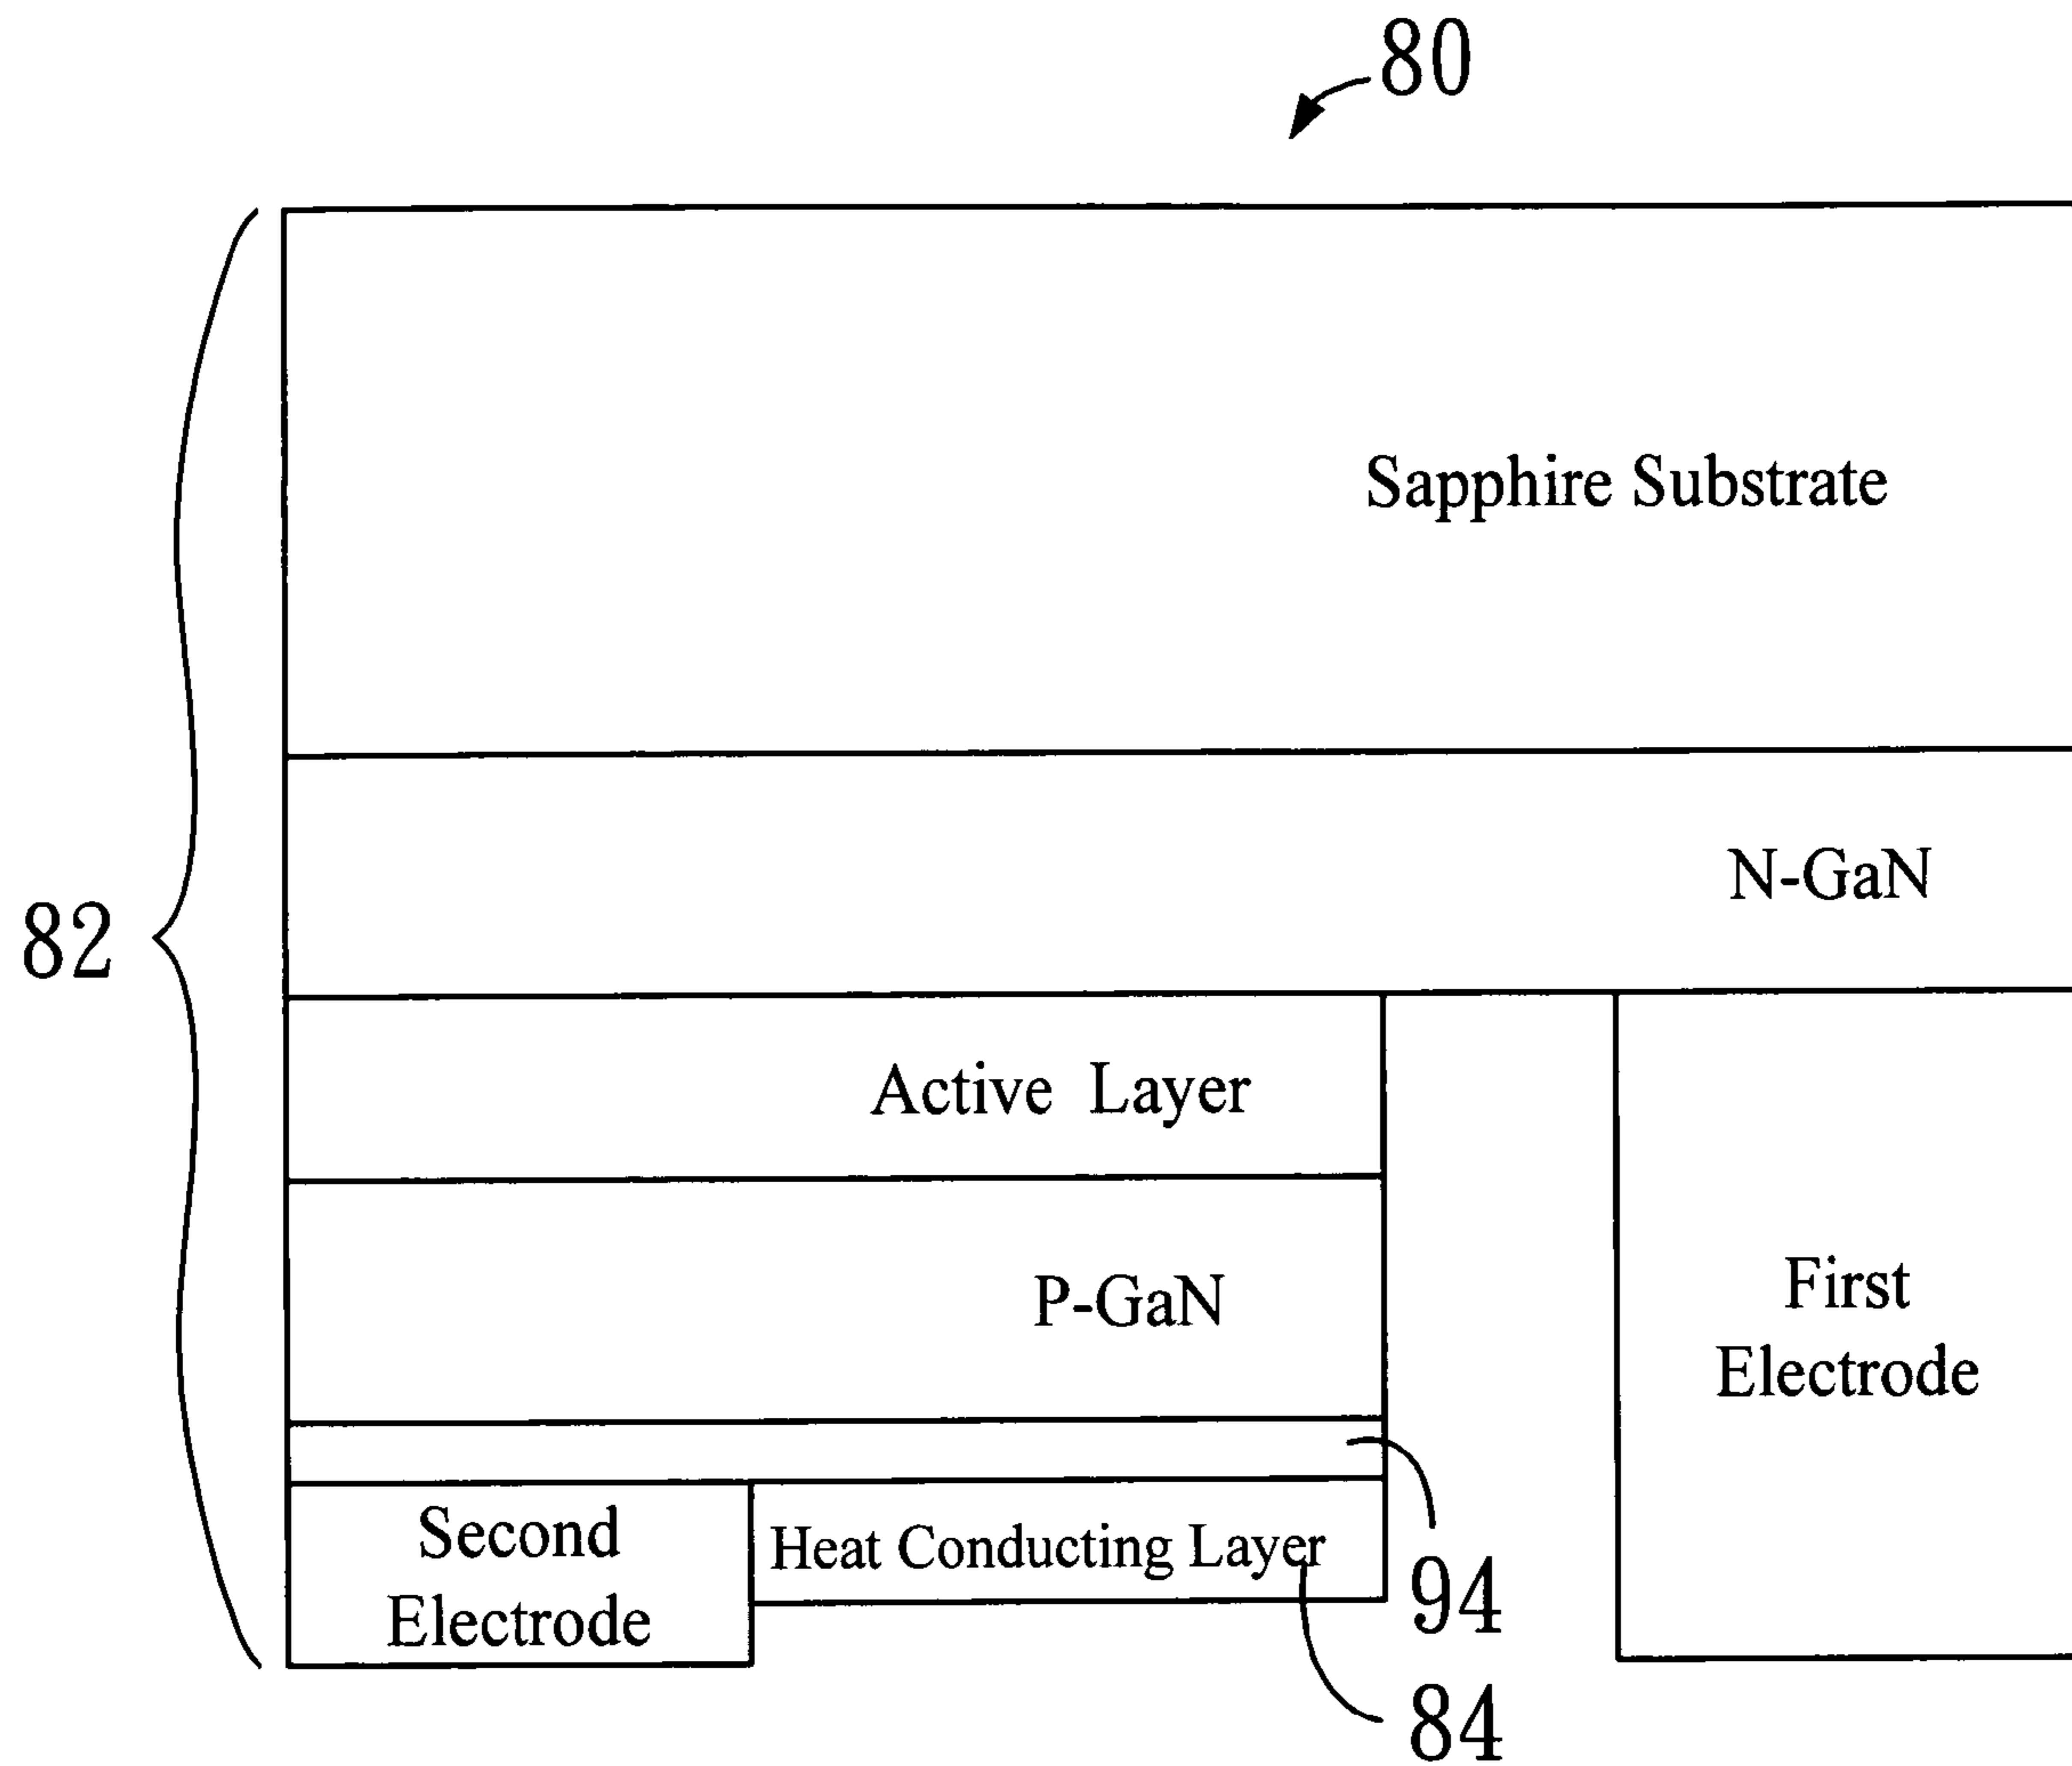 80
Sapphire Substrate
N-GaN
82
Active Layer
P-GaN
First
Electrode
Second
Electrode
Heat Conducting Layer
94
84